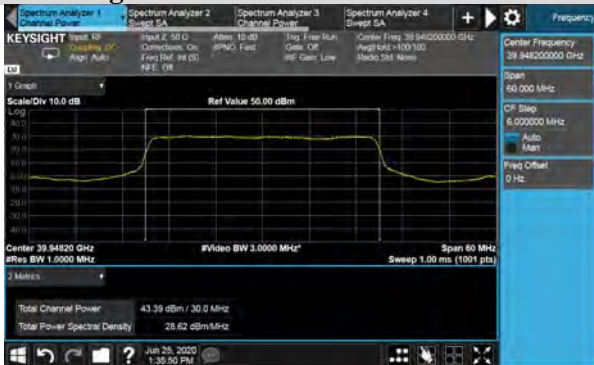 Spectrum Analyzer 1
Channel Power
Spectrum Analyzer 2
Swept SA
Spectrum Analyzer 3
Channel Power
Spectrum Analyzer 4
Swept SA
Frequency
KEYSIGHT
Input: RF
Coupling: DC
Align: Auto
Input Z: 50 Ω
Corrections: On
Freq Ref: Int (S)
NFE: Off
Atten: 10 dB
#PNO: Fast
Trig: Free Run
Gate: Off
#IF Gain: Low
Center Freq: 39.948200000 GHz
Avg|Hold:>100/100
Radio Std: None
1 Graph
Scale/Div 10.0 dB
Ref Value 50.00 dBm
Log
Center 39.94820 GHz
#Res BW 1.0000 MHz
#Video BW 3.0000 MHz*
Span 60 MHz
Sweep 1.00 ms (1001 pts)
2 Metrics
Total Channel Power
43.39 dBm / 30.0 MHz
Total Power Spectral Density
28.62 dBm/MHz
Center Frequency
39.948200000 GHz
Span
60.000 MHz
CF Step
6.000000 MHz
Auto
Man
Freq Offset
0 Hz
Jun 25, 2020
1:35:50 PM